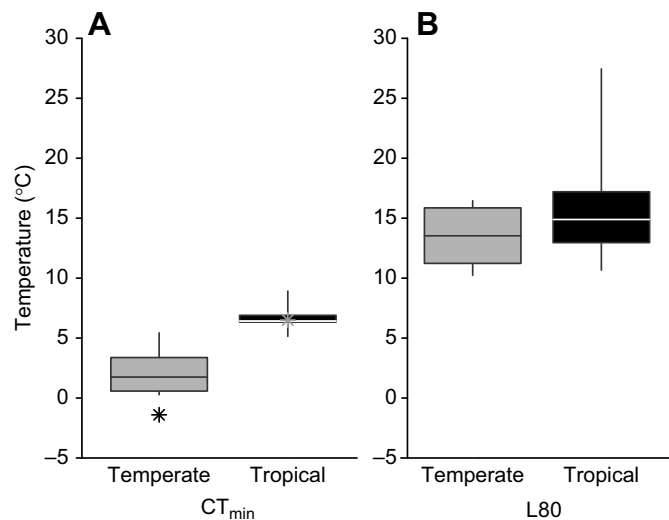 A
B
30
25
20
15
10
5
0
–5
30
25
20
15
10
5
0
–5
Temperature (°C)
Temperate Tropical
Temperate Tropical
CTmin
L80